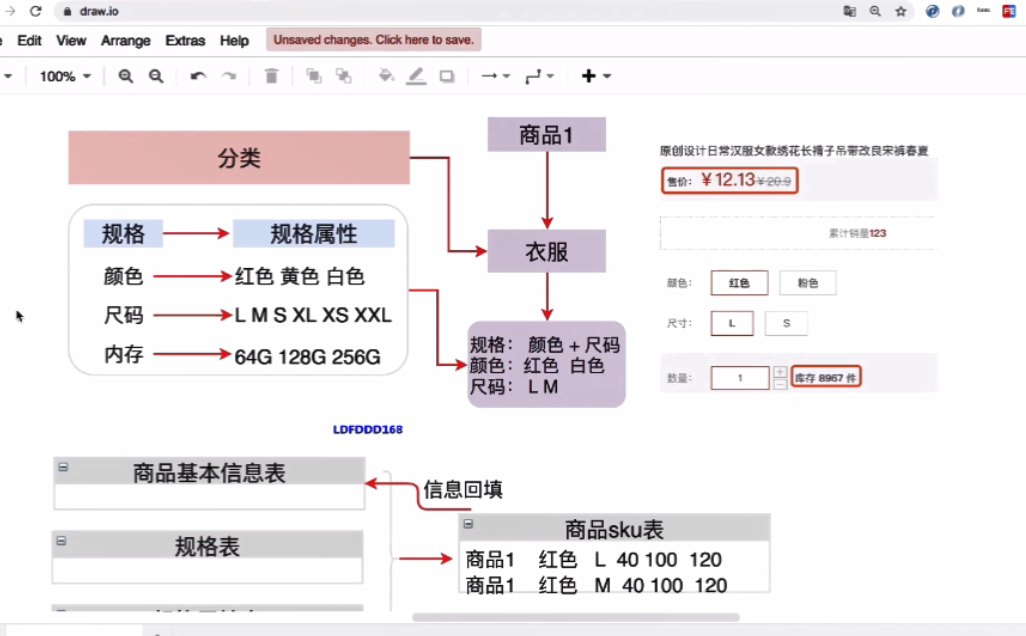 draw.io
Edit View Arrange Extras Help Unsaved changes. Click here to save.
100%
分类
商品1
规格 规格属性
颜色 红色 黄色 白色
尺码 L M S XL XS XXL
内存 64G 128G 256G
衣服
规格： 颜色 + 尺码
颜色：红色 白色
尺码： L M
原创设计日常汉服女款绣花长褙子吊带改良宋裤春夏
售价： ￥12.13 ￥20.9
累计销量123
颜色： 红色 粉色
尺寸： L S
数量： 1 库存 8967 件
LDFDDD168
商品基本信息表
信息回填
规格表
商品sku表
商品1 红色 L 40 100 120
商品1 红色 M 40 100 120